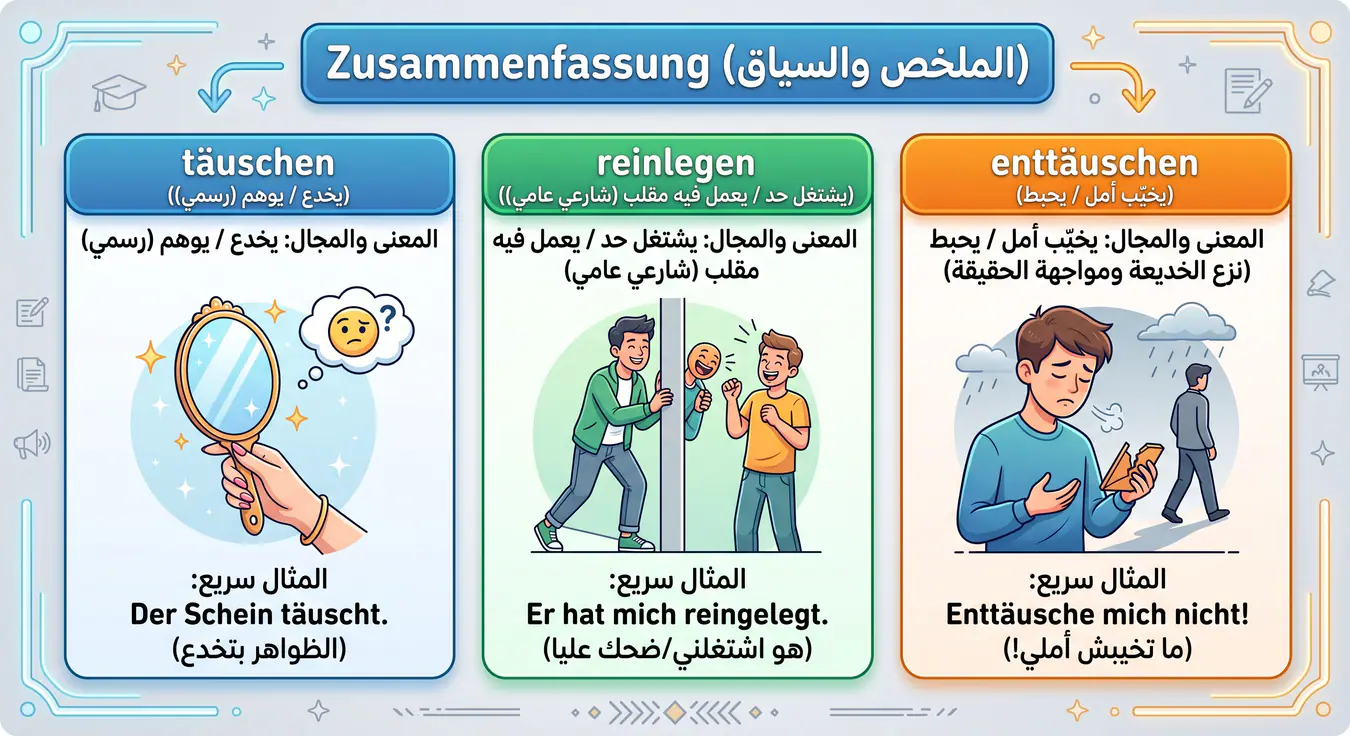 Zusammenfassung (الملخص والسياق)
täuschen
(يخدع / يوهم (رسمي))
المعنى والمجال: يخدع / يوهم (رسمي)
?
المثال سريع:
Der Schein täuscht.
(الظواهر بتخدع)
reinlegen
(يشتغل حد / يعمل فيه مقلب (شارعي عامي))
المعنى والمجال: يشتغل حد / يعمل فيه
مقلب (شارعي عامي)
المثال سريع:
Er hat mich reingelegt.
(هو اشتغلني/ضحك عليا)
enttäuschen
(يخيّب أمل / يحبط)
المعنى والمجال: يخيّب أمل / يحبط
(نزع الخديعة ومواجهة الحقيقة)
المثال سريع:
Enttäusche mich nicht!
(ما تخيبش أملي!)